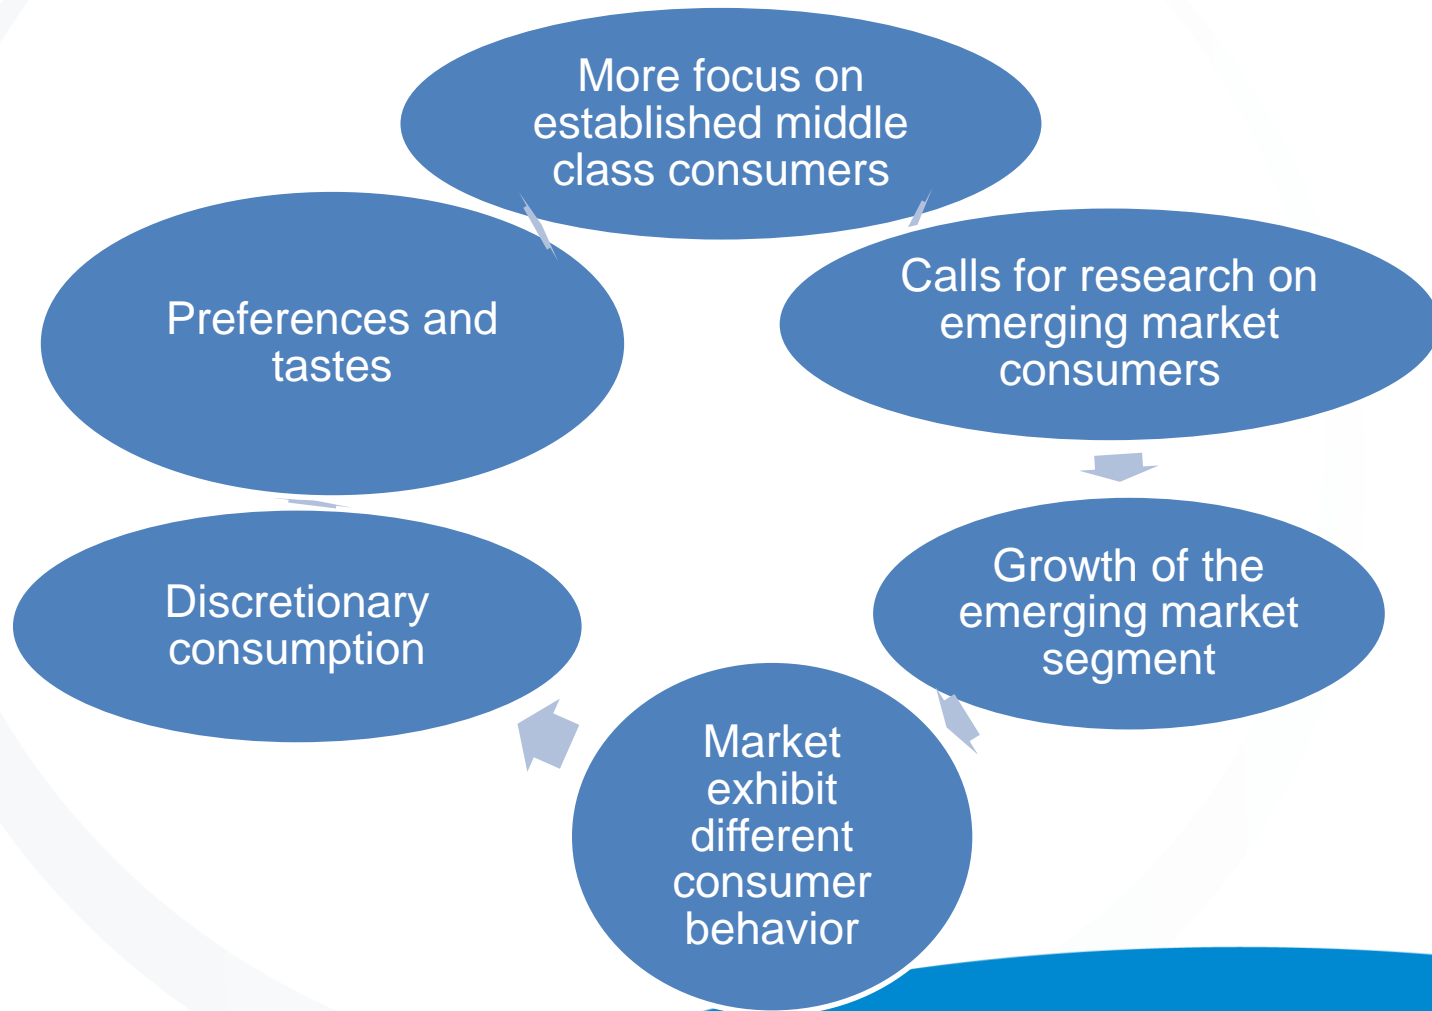 More focus on
established middle
class consumers
Calls for research on
emerging market
consumers
Growth of the
emerging market
segment
Market
exhibit
different
consumer
behavior
Discretionary
consumption
Preferences and
tastes